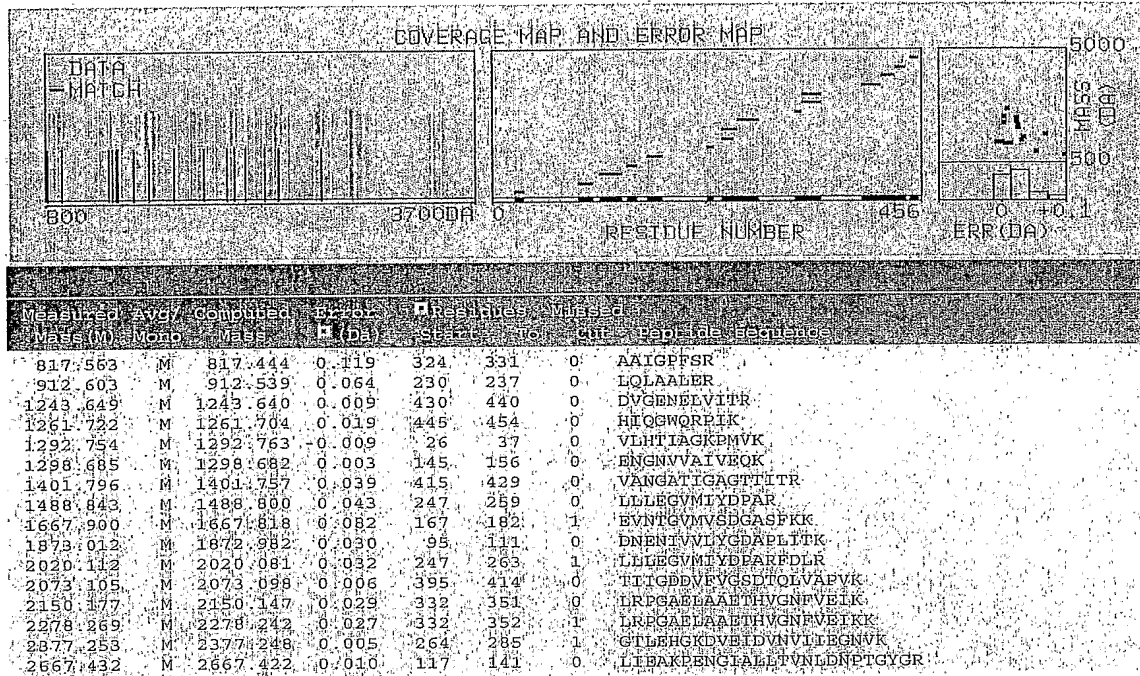 COVERAGE MAP AND ERROR MAP
DATA
MATCH
5000
MASS (DA)
500
800 3700DA 0 456 0 +0.1
RESIDUE NUMBER ERR(DA)
Measured Avg/ Computed Error Residues Missed
Mass(M) Mono Mass (Da) Start To Cut Peptide sequence
817.563 M 817.444 0.119 324 331 0 AAIGPFSR
912.603 M 912.539 0.064 230 237 0 LQLAALER
1243.649 M 1243.640 0.009 430 440 0 DVGENELVITR
1261.722 M 1261.704 0.019 445 454 0 HIQGWQRPIK
1292.754 M 1292.763 -0.009 26 37 0 VLHTIAGKPMVK
1298.685 M 1298.682 0.003 145 156 0 ENGNVVAIVEQK
1401.796 M 1401.757 0.039 415 429 0 VANGATIGAGTTITR
1488.843 M 1488.800 0.043 247 259 0 LLLEGVMIYDPAR
1667.900 M 1667.818 0.082 167 182 1 EVNTGVMVSDGASFKK
1873.012 M 1872.982 0.030 95 111 0 DNENIVVLYGDAPLITK
2020.112 M 2020.081 0.032 247 263 1 LLLEGVMIYDPARFDLR
2073.105 M 2073.098 0.006 395 414 0 TIIGDDVFVGSDTQLVAPVK
2150.177 M 2150.147 0.029 332 351 0 LRPGAELAAETHVGNFVEIK
2278.269 M 2278.242 0.027 332 352 1 LRPGAELAAETHVGNFVEIKK
2377.253 M 2377.248 0.005 264 285 1 GTLEHGKDVEIDVNVIIEGNVK
2667.432 M 2667.422 0.010 117 141 0 LIEAKPENGIALLTVNLDNPTGYGR